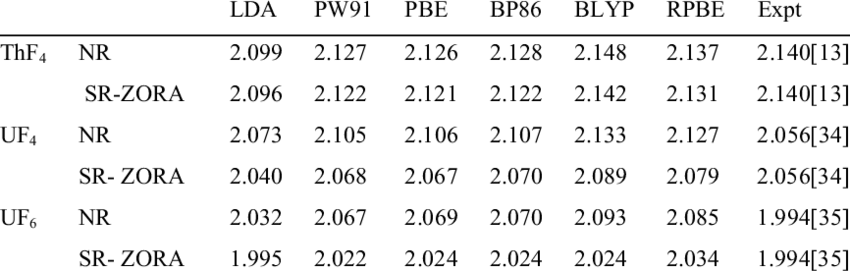 LDA PW91 PBE BP86 BLYP RPBE Expt
ThF₄ NR 2.099 2.127 2.126 2.128 2.148 2.137 2.140[13]
SR-ZORA 2.096 2.122 2.121 2.122 2.142 2.131 2.140[13]
UF₄ NR 2.073 2.105 2.106 2.107 2.133 2.127 2.056[34]
SR- ZORA 2.040 2.068 2.067 2.070 2.089 2.079 2.056[34]
UF₆ NR 2.032 2.067 2.069 2.070 2.093 2.085 1.994[35]
SR- ZORA 1.995 2.022 2.024 2.024 2.024 2.034 1.994[35]